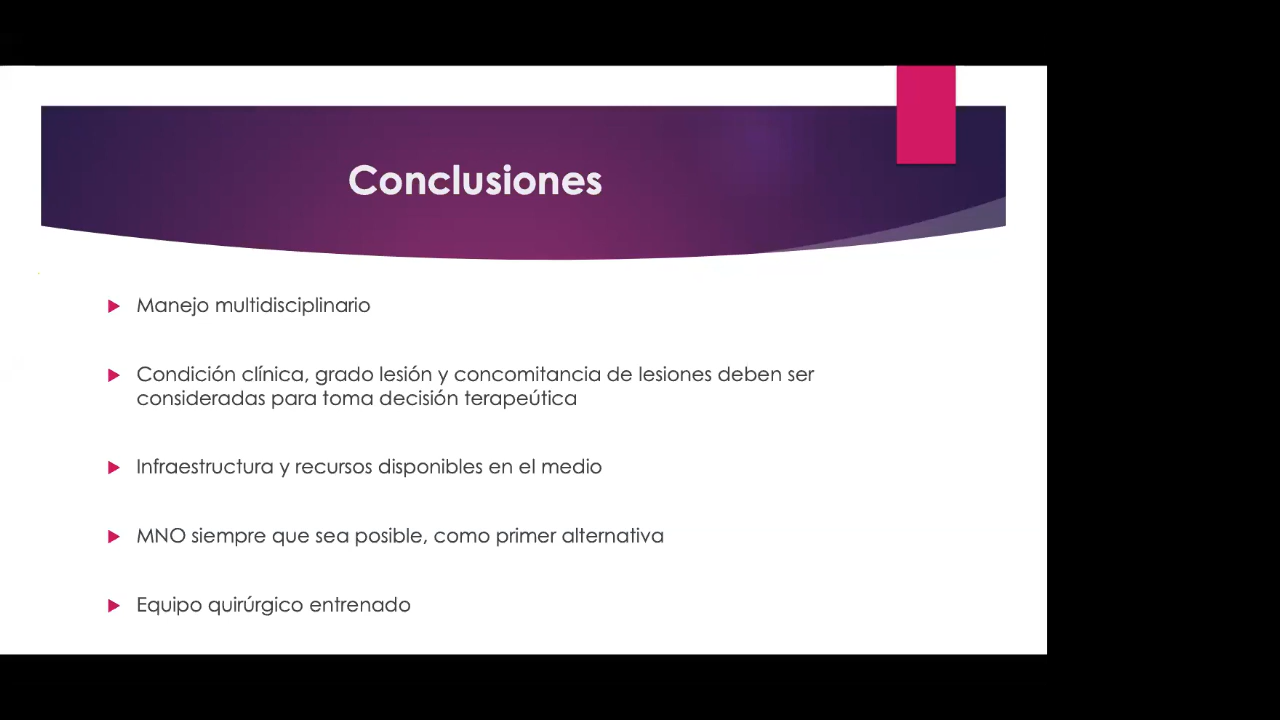 Conclusiones
Manejo multidisciplinario
Condición clínica, grado lesión y concomitancia de lesiones deben ser
consideradas para toma decisión terapeútica
Infraestructura y recursos disponibles en el medio
MNO siempre que sea posible, como primer alternativa
Equipo quirúrgico entrenado